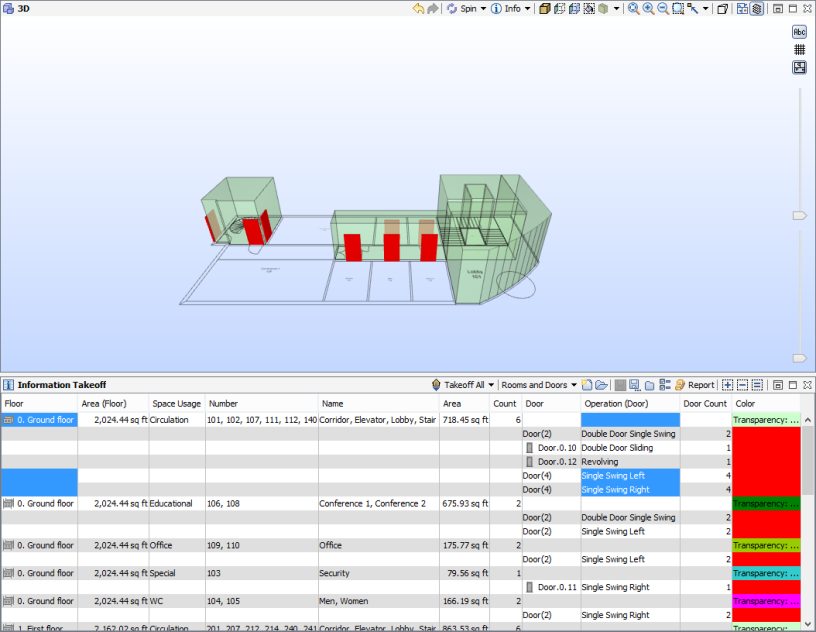 3D
Spin Info
Abc
Lobby
Information Takeoff Takeoff All Rooms and Doors Report
Floor Area (Floor) Space Usage Number Name Area Count Door Operation (Door) Door Count Color
0. Ground floor 2,024.44 sq ft Circulation 101, 102, 107, 111, 112, 140 Corridor, Elevator, Lobby, Stair 718.45 sq ft 6 Transparency: ...
Door(2) Double Door Single Swing 2
Door.0.10 Double Door Sliding 1
Door.0.12 Revolving 1
Door(4) Single Swing Left 4
Door(4) Single Swing Right 4
0. Ground floor 2,024.44 sq ft Educational 106, 108 Conference 1, Conference 2 675.93 sq ft 2 Transparency: ...
Door(2) Double Door Single Swing 2
Door(2) Single Swing Left 2
0. Ground floor 2,024.44 sq ft Office 109, 110 Office 175.77 sq ft 2 Transparency: ...
Door(2) Single Swing Left 2
0. Ground floor 2,024.44 sq ft Special 103 Security 79.56 sq ft 1 Transparency: ...
Door.0.11 Single Swing Right 1
0. Ground floor 2,024.44 sq ft WC 104, 105 Men, Women 166.19 sq ft 2 Transparency: ...
Door(2) Single Swing Right 2
1. First floor 2,162.02 sq ft Circulation 201, 207, 212, 214, 240, 241 Corridor, Elevator, Lobby, Stair 863.53 sq ft 6 Transparency: ...